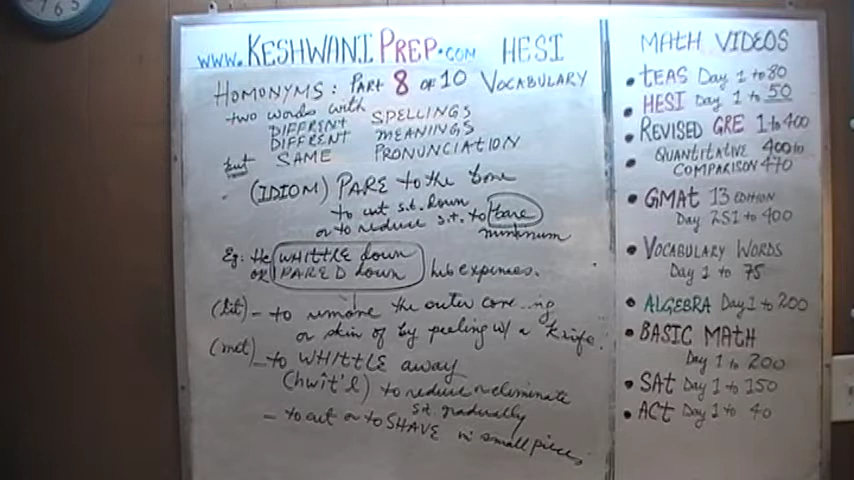 www.KESHWANIPREP.COM HESI
HOMONYMS: PART 8 OF 10 VOCABULARY
two words with
DIFFRENT SPELLINGS
DIFFRENT MEANINGS
but SAME PRONUNCIATION
(IDIOM) PARE to the bone
to cut s.t. down
or to reduce s.t. to bare
minimum
Eg: He WHITTLE down
or PARED down his expenses.
(lit) - to remove the outer
or skin of by peeling w/ a knife.
(met) - to WHITTLE away
(hwit'l) to reduce or eliminate
s.t. gradually
- to cut or to SHAVE in small pieces
MATH VIDEOS
• TEAS Day 1 to 80
• HESI Day 1 to 50
• REVISED GRE 1 to 400
• QUANTITATIVE 400 to
COMPARISON 470
• GMAT 13 EDITION
Day 251 to 400
• VOCABULARY WORDS
Day 1 to 75
• ALGEBRA Day 1 to 200
• BASIC MATH
Day 1 to 200
• SAt Day 1 to 150
• ACT Day 1 to 40
7 6 5